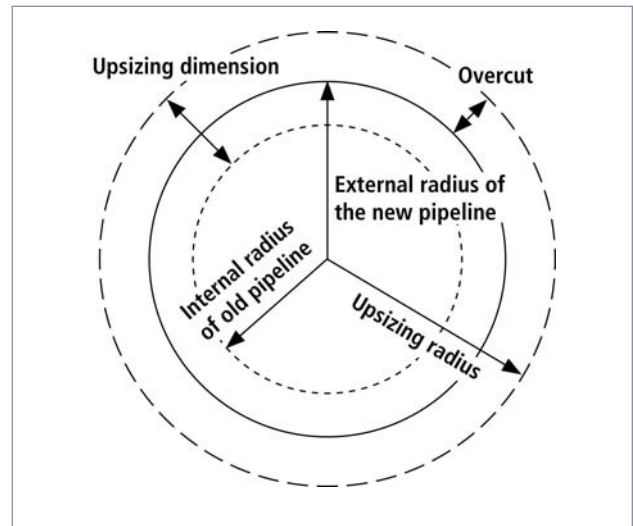 Upsizing dimension
Overcut
External radius of
the new pipeline
Internal radius
of old pipeline
Upsizing radius